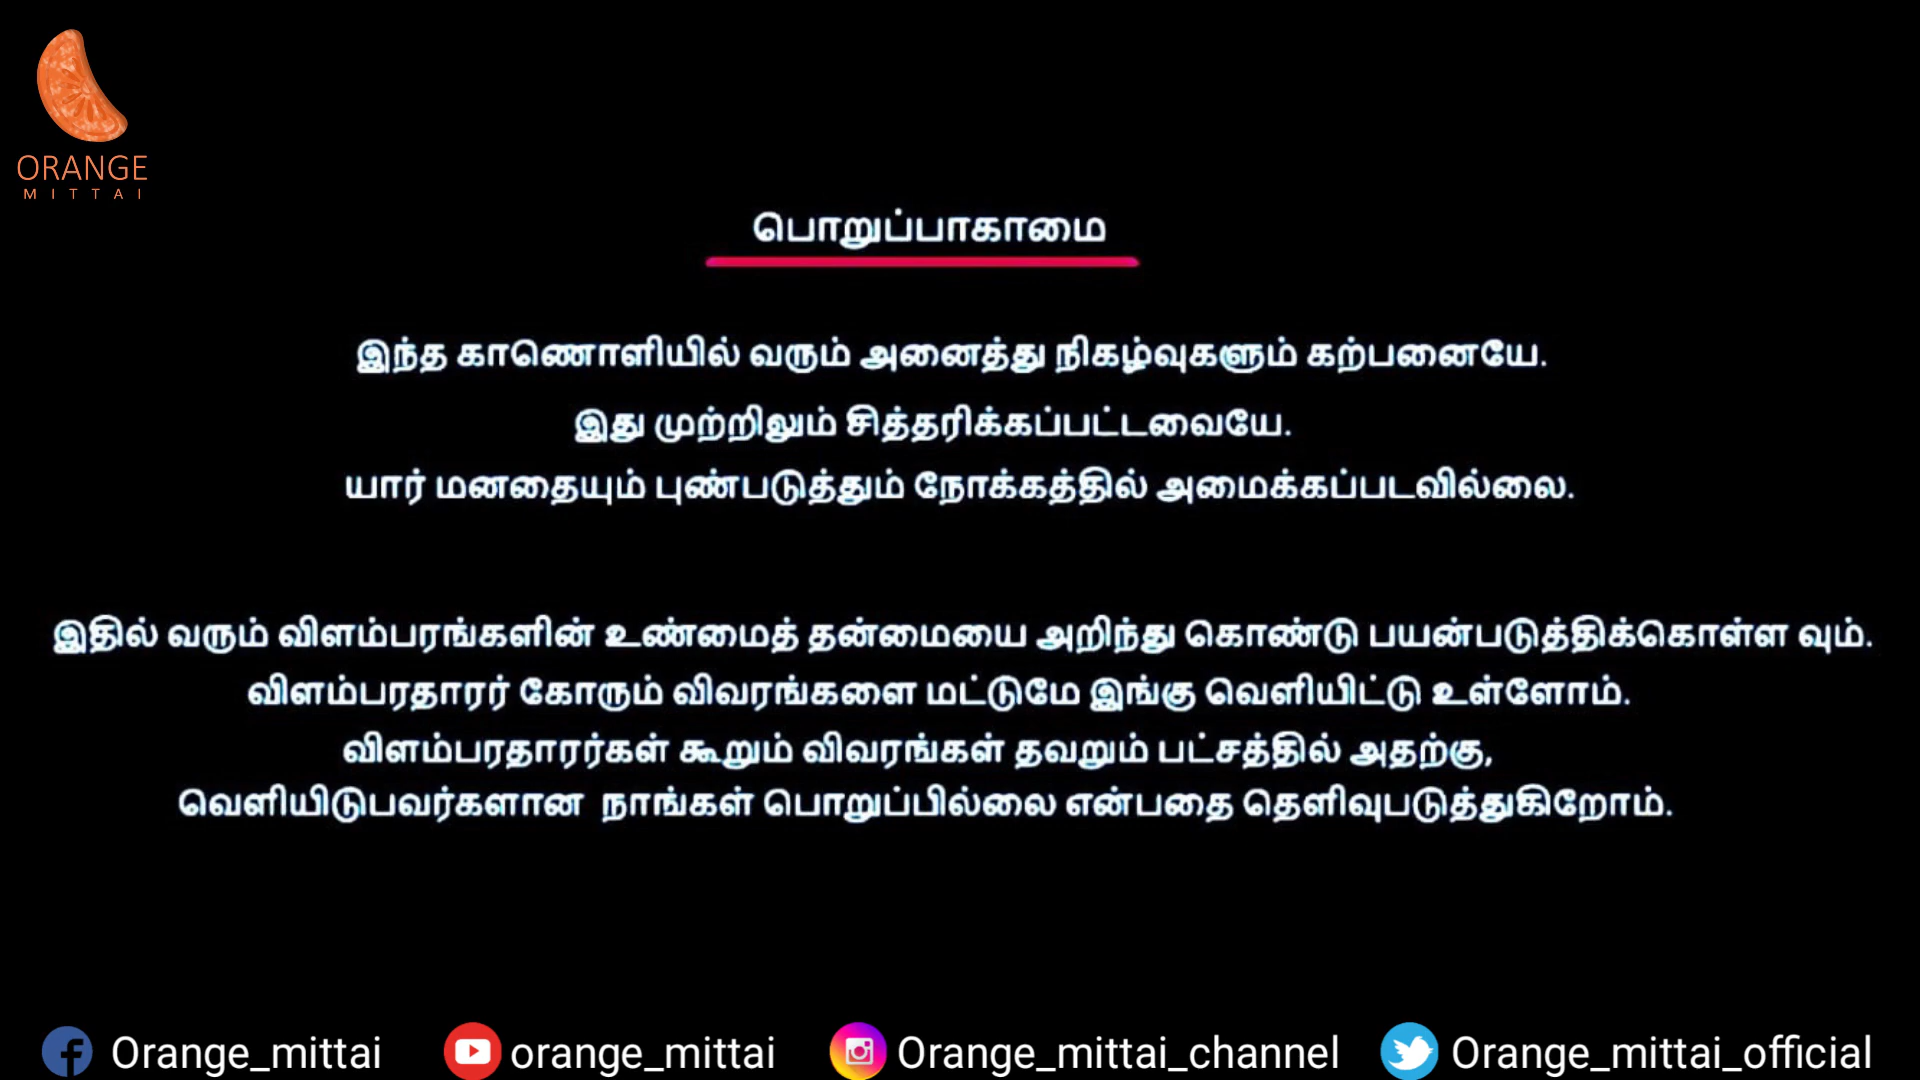 ORANGE
MITTAI
பொறுப்பாகாமை
இந்த காணொளியில் வரும் அனைத்து நிகழ்வுகளும் கற்பனையே.
இது முற்றிலும் சித்தரிக்கப்பட்டவையே.
யார் மனதையும் புண்படுத்தும் நோக்கத்தில் அமைக்கப்படவில்லை.
இதில் வரும் விளம்பரங்களின் உண்மைத் தன்மையை அறிந்து கொண்டு பயன்படுத்திக்கொள்ள வும்.
விளம்பரதாரர் கோரும் விவரங்களை மட்டுமே இங்கு வெளியிட்டு உள்ளோம்.
விளம்பரதாரர்கள் கூறும் விவரங்கள் தவறும் பட்சத்தில் அதற்கு,
வெளியிடுபவர்களான நாங்கள் பொறுப்பில்லை என்பதை தெளிவுபடுத்துகிறோம்.
Orange_mittai orange_mittai Orange_mittai_channel Orange_mittai_official